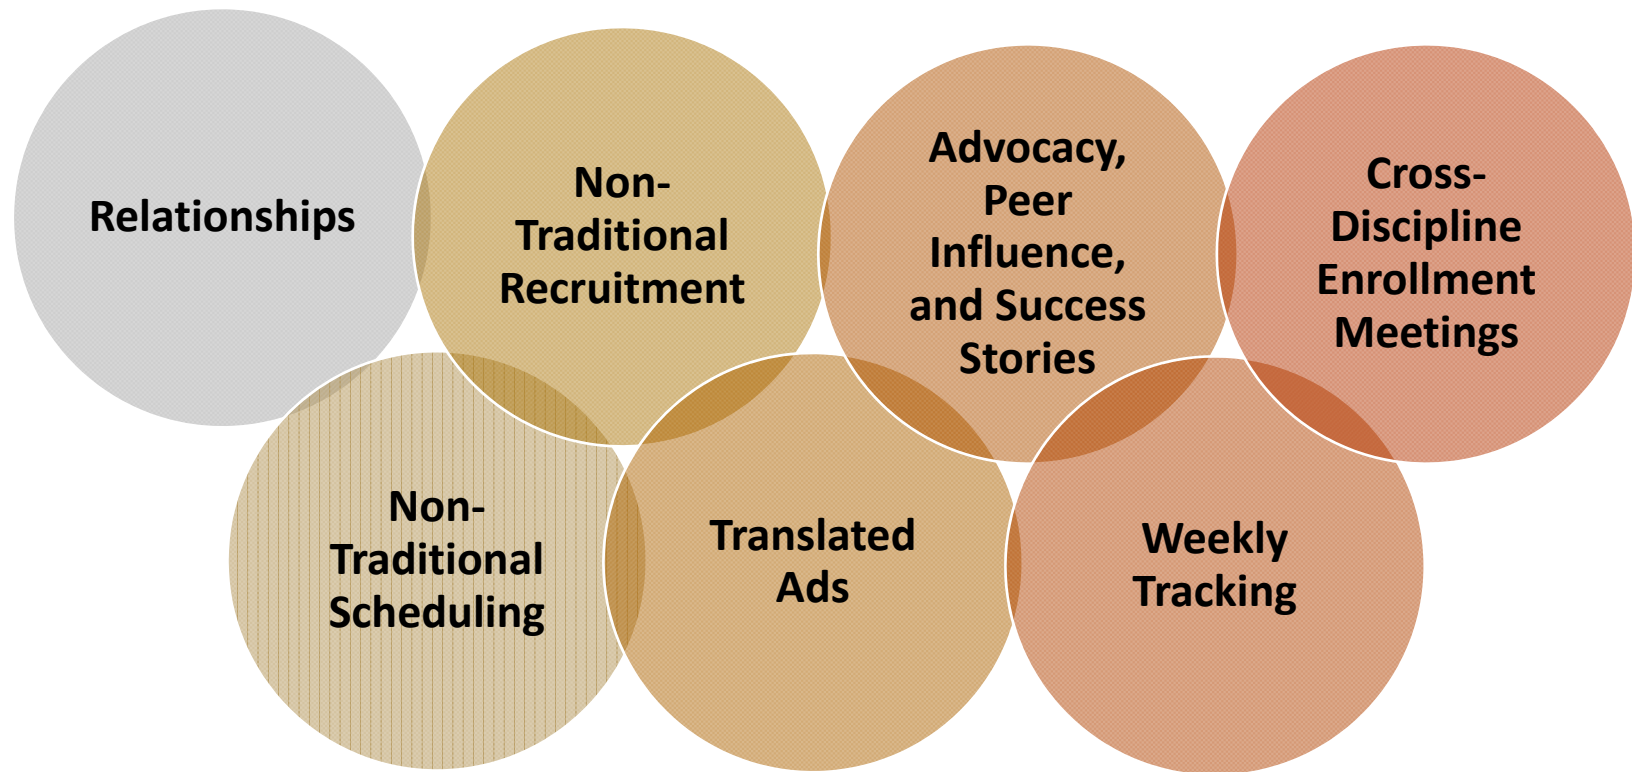 Relationships
Non-
Traditional
Recruitment
Advocacy,
Peer
Influence,
and Success
Stories
Cross-
Discipline
Enrollment
Meetings
Non-
Traditional
Scheduling
Translated
Ads
Weekly
Tracking